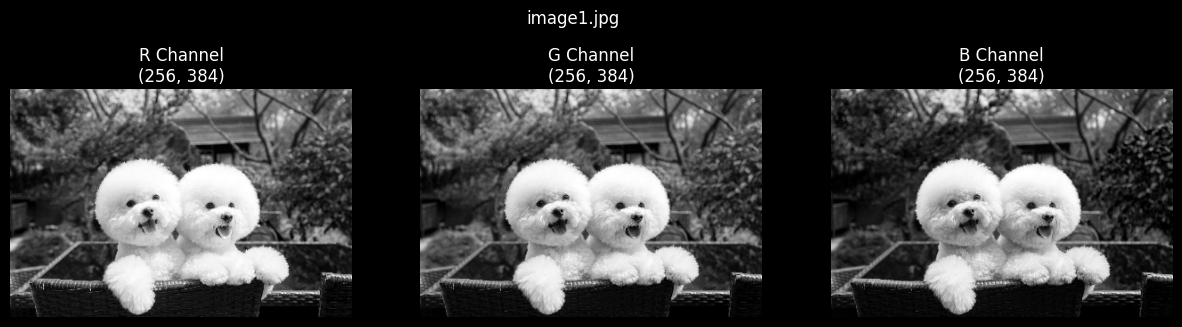 image1.jpg
R Channel
(256, 384)
G Channel
(256, 384)
B Channel
(256, 384)